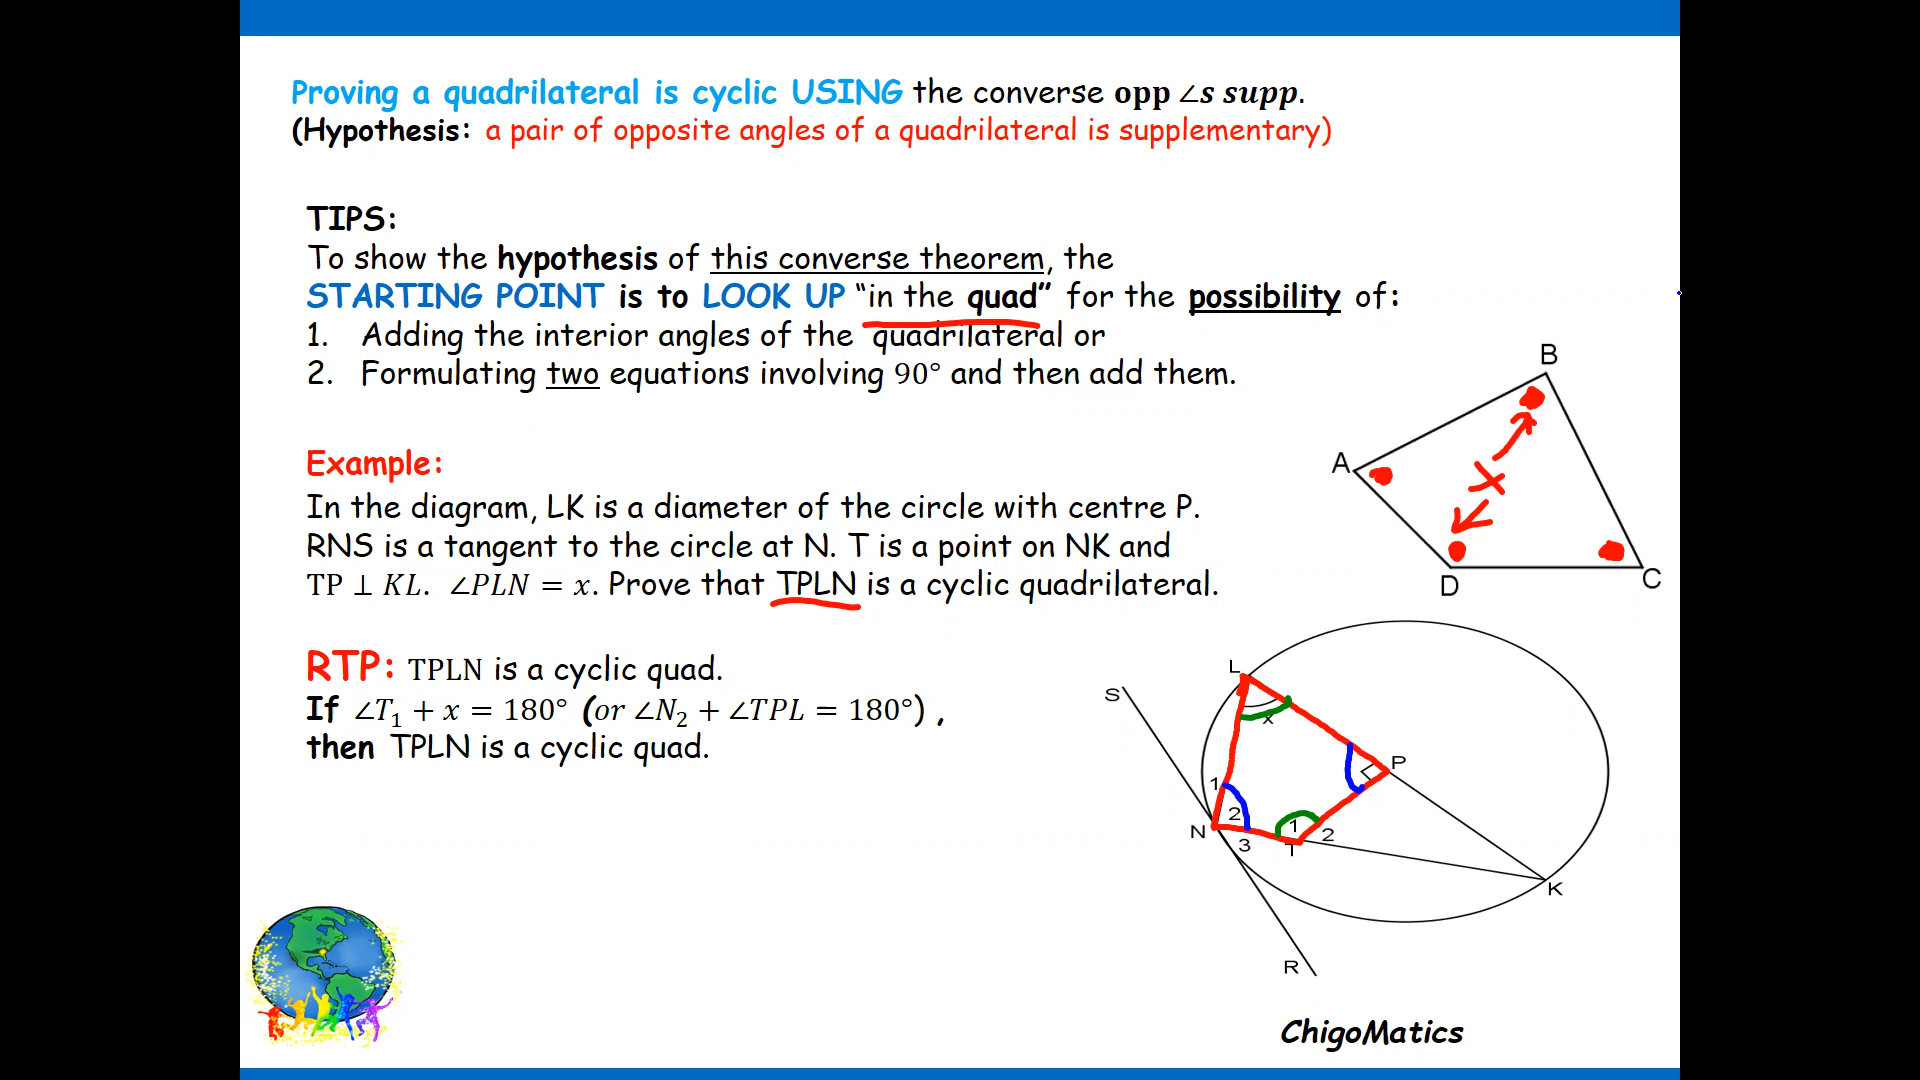 Proving a quadrilateral is cyclic USING the converse opp ∠s supp.
(Hypothesis: a pair of opposite angles of a quadrilateral is supplementary)
TIPS:
To show the hypothesis of this converse theorem, the
STARTING POINT is to LOOK UP “in the quad” for the possibility of:
1. Adding the interior angles of the quadrilateral or
2. Formulating two equations involving 90° and then add them.
B
A
D
C
Example:
In the diagram, LK is a diameter of the circle with centre P.
RNS is a tangent to the circle at N. T is a point on NK and
TP ⊥ KL. ∠PLN = x. Prove that TPLN is a cyclic quadrilateral.
RTP: TPLN is a cyclic quad.
If ∠T₁ + x = 180° (or ∠N₂ + ∠TPL = 180°) ,
then TPLN is a cyclic quad.
L
S
x
P
1
2
N
3
1
2
T
K
R
ChigoMatics